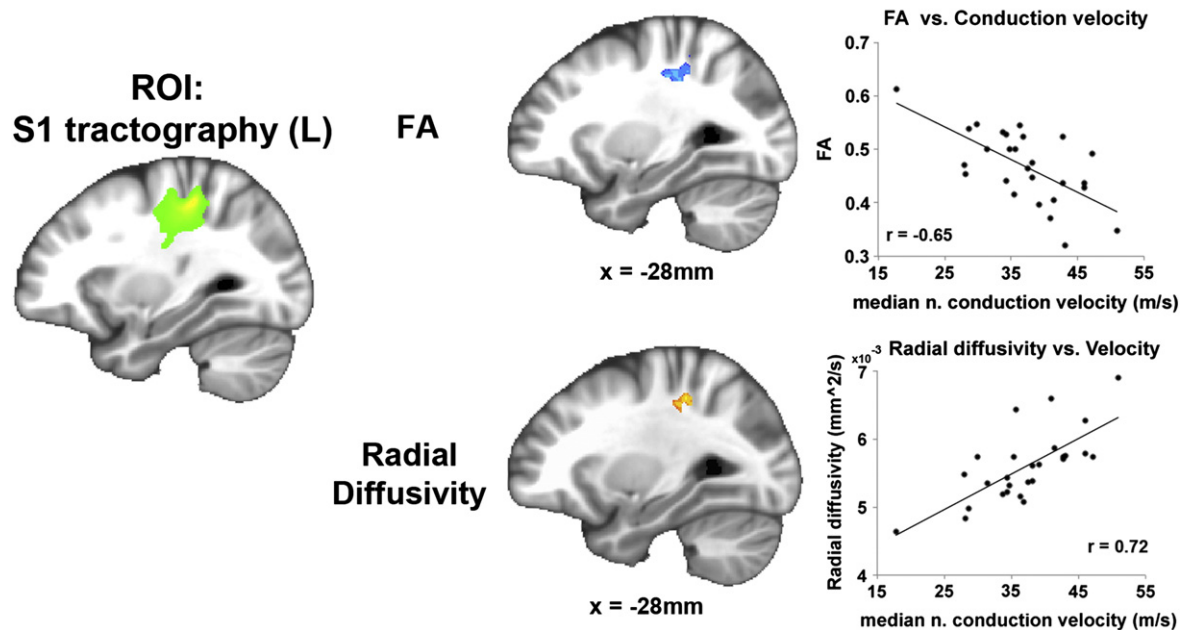 ROI:
S1 tractography (L)
FA
x = -28mm
Radial
Diffusivity
x = -28mm
FA vs. Conduction velocity
0.7
0.6
0.5
0.4
0.3
FA
r = -0.65
15 25 35 45 55
median n. conduction velocity (m/s)
x10^-3 Radial diffusivity vs. Velocity
7
6
5
4
Radial diffusivity (mm^2/s)
r = 0.72
15 25 35 45 55
median n. conduction velocity (m/s)